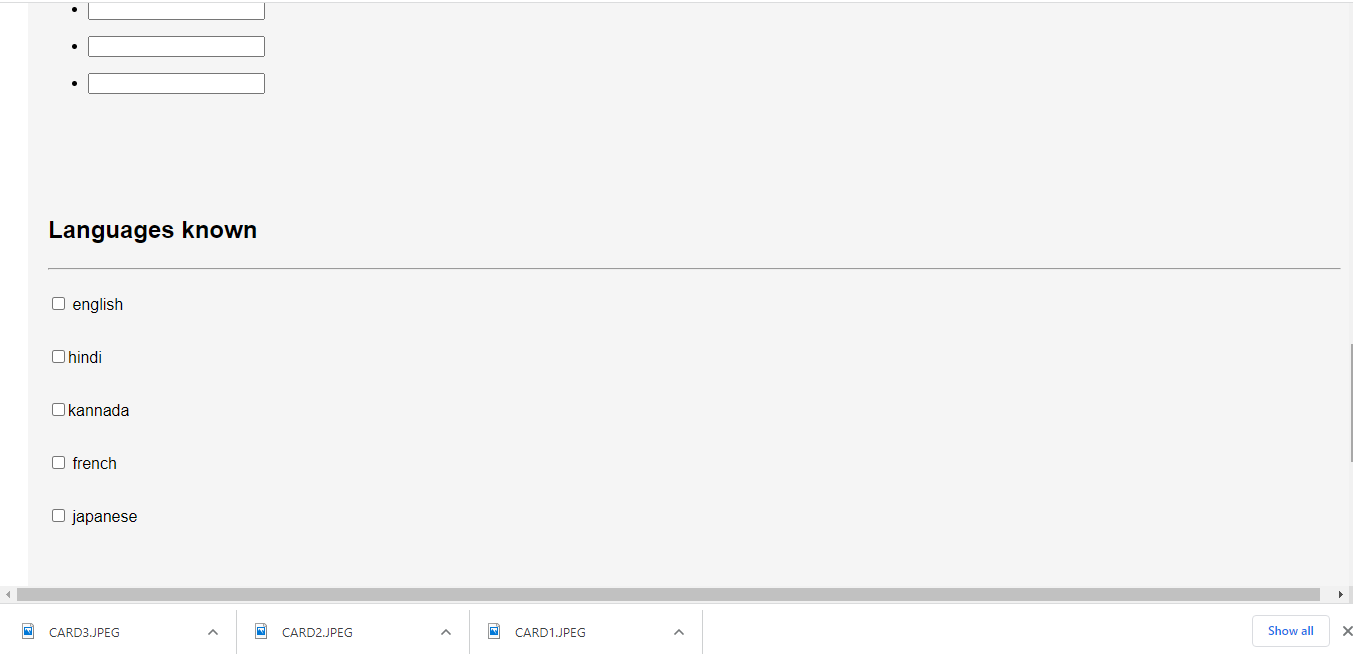 Languages known
english
hindi
kannada
french
japanese
CARD3.JPEG CARD2.JPEG CARD1.JPEG Show all